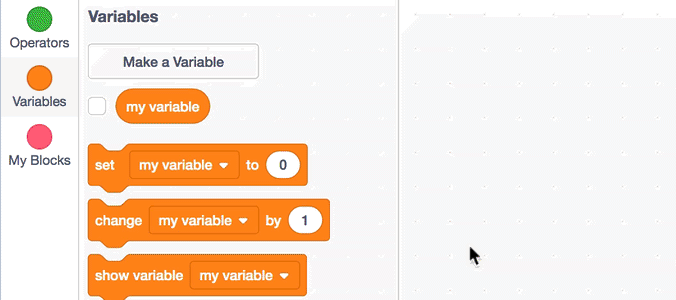 Variables
Operators
Make a Variable
Variables
my variable
My Blocks
set my variable to 0
change my variable by 1
show variable my variable